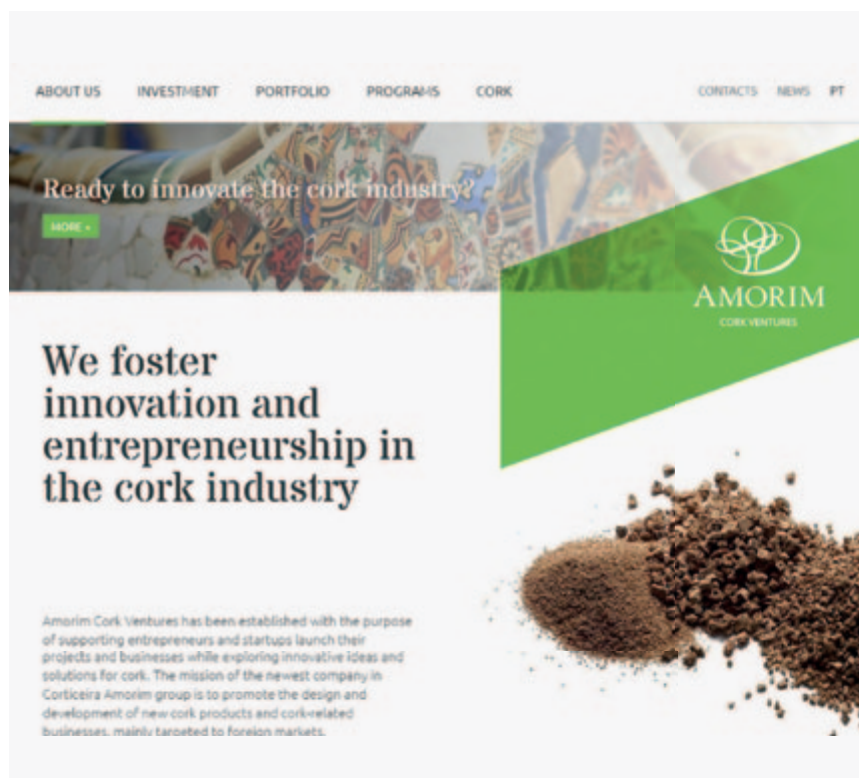 ABOUT US INVESTMENT PORTFOLIO PROGRAMS CORK CONTACTS NEWS PT
Ready to innovate the cork industry?
MORE +
AMORIM
CORK VENTURES
We foster
innovation and
entrepreneurship in
the cork industry
Amorim Cork Ventures has been established with the purpose
of supporting entrepreneurs and startups launch their
projects and businesses while exploring innovative ideas and
solutions for cork. The mission of the newest company in
Corticeira Amorim group is to promote the design and
development of new cork products and cork-related
businesses, mainly targeted to foreign markets.